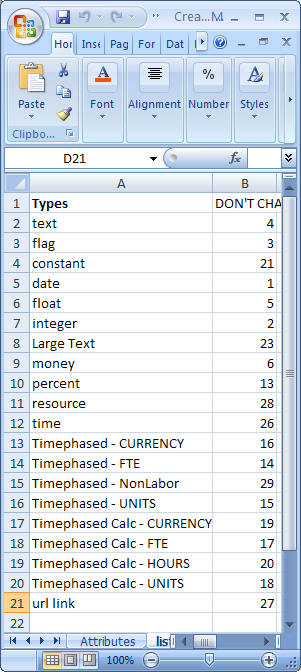 Crea...M.
Hor Inse Pag For Dat
Paste Font Alignment Number Styles
Clipboa...
D21 fx
A B
1 Types DON'T CHA
2 text 4
3 flag 3
4 constant 21
5 date 1
6 float 5
7 integer 2
8 Large Text 23
9 money 6
10 percent 13
11 resource 28
12 time 26
13 Timephased - CURRENCY 16
14 Timephased - FTE 14
15 Timephased - NonLabor 29
16 Timephased - UNITS 15
17 Timephased Calc - CURRENCY 19
18 Timephased Calc - FTE 17
19 Timephased Calc - HOURS 20
20 Timephased Calc - UNITS 18
21 url link 27
22
Attributes list
100%